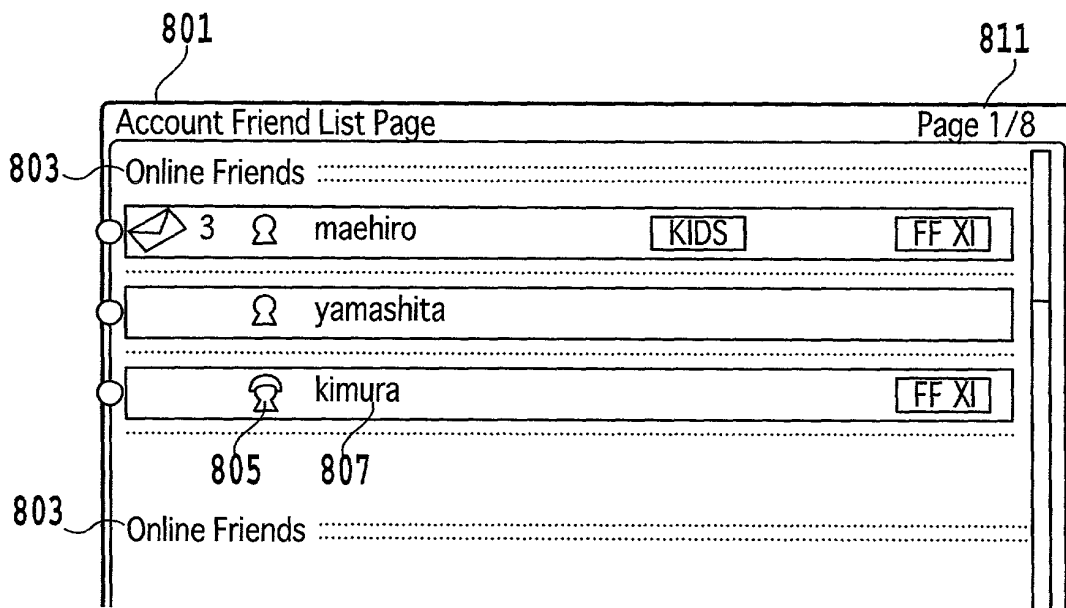 801 811
Account Friend List Page Page 1/8
803 Online Friends
3 maehiro KIDS FF XI
yamashita
kimura FF XI
805 807
803 Online Friends